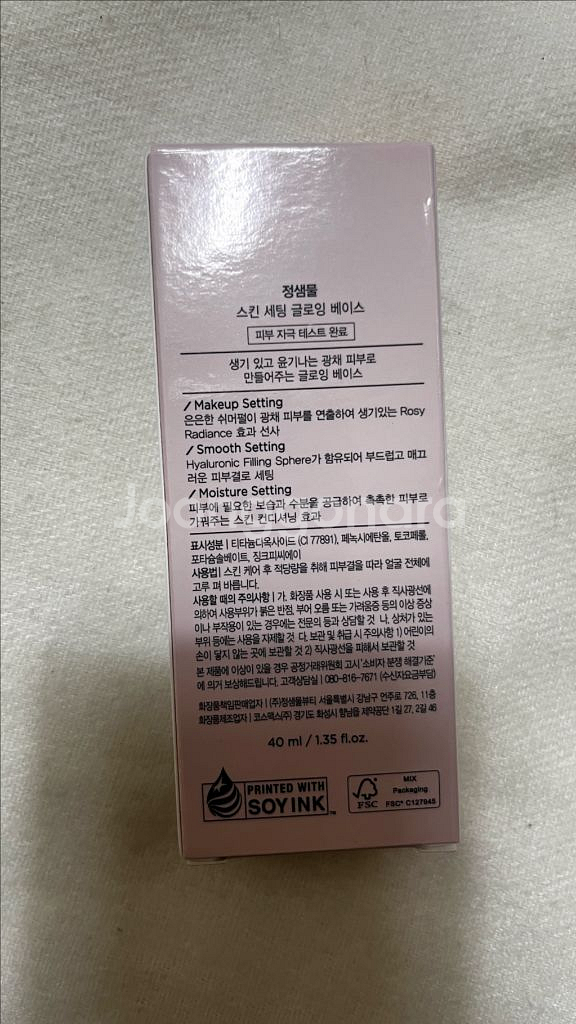 정샘물
스킨 세팅 글로잉 베이스
피부 자극 테스트 완료
생기 있고 윤기나는 광채 피부로
만들어주는 글로잉 베이스
/ Makeup Setting
은은한 쉬머펄이 광채 피부를 연출하여 생기있는 Rosy
Radiance 효과 선사
/ Smooth Setting
Hyaluronic Filling Sphere가 함유되어 부드럽고 매끄
러운 피부결로 세팅
/ Moisture Setting
피부에 필요한 보습과 수분을 공급하여 촉촉한 피부로
가꿔주는 스킨 컨디셔닝 효과
표시성분 | 티타늄디옥사이드 (CI 77891), 페녹시에탄올, 토코페롤,
포타슘솔베이트, 징크피씨에이
사용법 | 스킨 케어 후 적당량을 취해 피부결을 따라 얼굴 전체에
고루 펴 바릅니다.
사용할 때의 주의사항 | 가. 화장품 사용 시 또는 사용 후 직사광선에
의하여 사용부위가 붉은 반점, 부어 오름 또는 가려움증 등의 이상 증상
이나 부작용이 있는 경우에는 전문의 등과 상담할 것 나. 상처가 있는
부위 등에는 사용을 자제할 것 다. 보관 및 취급 시 주의사항 1) 어린이의
손이 닿지 않는 곳에 보관할 것 2) 직사광선을 피해서 보관할 것
본 제품에 이상이 있을 경우 공정거래위원회 고시 '소비자 분쟁 해결기준'
에 의거 보상해드립니다. 고객상담실 | 080-816-7671 (수신자요금부담)
화장품책임판매업자 | (주)정샘물뷰티 서울특별시 강남구 언주로 726, 11층
화장품제조업자 | 코스맥스(주) 경기도 화성시 향남읍 제약공단 1길 27, 2길 46
40 ml / 1.35 fl.oz.
PRINTED WITH
SOY INK™
FSC
MIX
Packaging
FSC® C127945